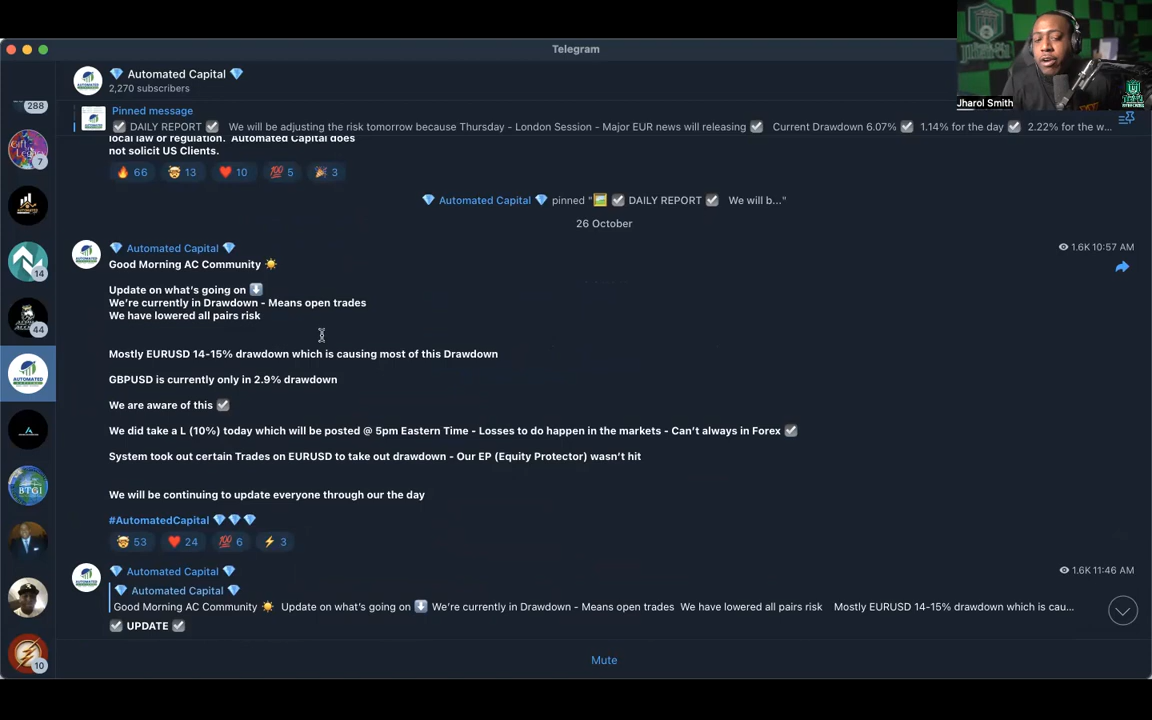 Telegram
Jharol Smith
💎 Automated Capital 💎
2,270 subscribers
288
Pinned message
☑️ DAILY REPORT ☑️ We will be adjusting the risk tomorrow because Thursday - London Session - Major EUR news will releasing ☑️ Current Drawdown 6.07% ☑️ 1.14% for the day ☑️ 2.22% for the w...
local law or regulation. Automated Capital does
not solicit US Clients.
🔥 66 🤯 13 ❤️ 10 💯 5 🎉 3
💎 Automated Capital 💎 pinned "🖼 ☑️ DAILY REPORT ☑️ We will b..."
26 October
💎 Automated Capital 💎
1.6K 10:57 AM
Good Morning AC Community ☀️
Update on what's going on ⬇️
We're currently in Drawdown - Means open trades
We have lowered all pairs risk
Mostly EURUSD 14-15% drawdown which is causing most of this Drawdown
GBPUSD is currently only in 2.9% drawdown
We are aware of this ☑️
We did take a L (10%) today which will be posted @ 5pm Eastern Time - Losses to do happen in the markets - Can't always in Forex ☑️
System took out certain Trades on EURUSD to take out drawdown - Our EP (Equity Protector) wasn't hit
We will be continuing to update everyone through our the day
#AutomatedCapital 💎💎💎
🤯 53 ❤️ 24 💯 6 ⚡ 3
💎 Automated Capital 💎
1.6K 11:46 AM
💎 Automated Capital 💎
Good Morning AC Community ☀️ Update on what's going on ⬇️ We're currently in Drawdown - Means open trades We have lowered all pairs risk Mostly EURUSD 14-15% drawdown which is cau...
☑️ UPDATE ☑️
Mute
7
14
44
BTGI
10